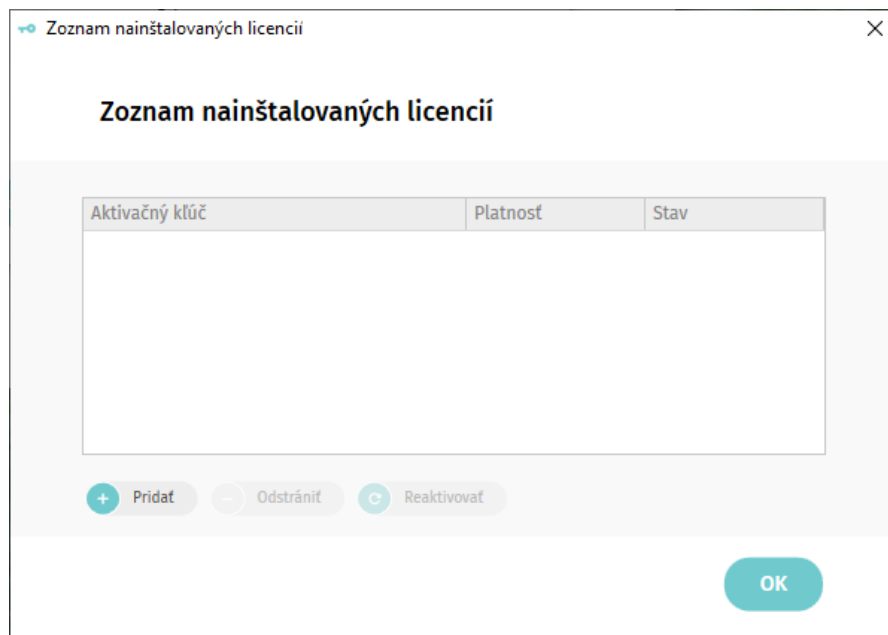 Zoznam nainštalovaných licencií
Zoznam nainštalovaných licencií
Aktivačný kľúč Platnosť Stav
Pridať Odstrániť Reaktivovať
OK